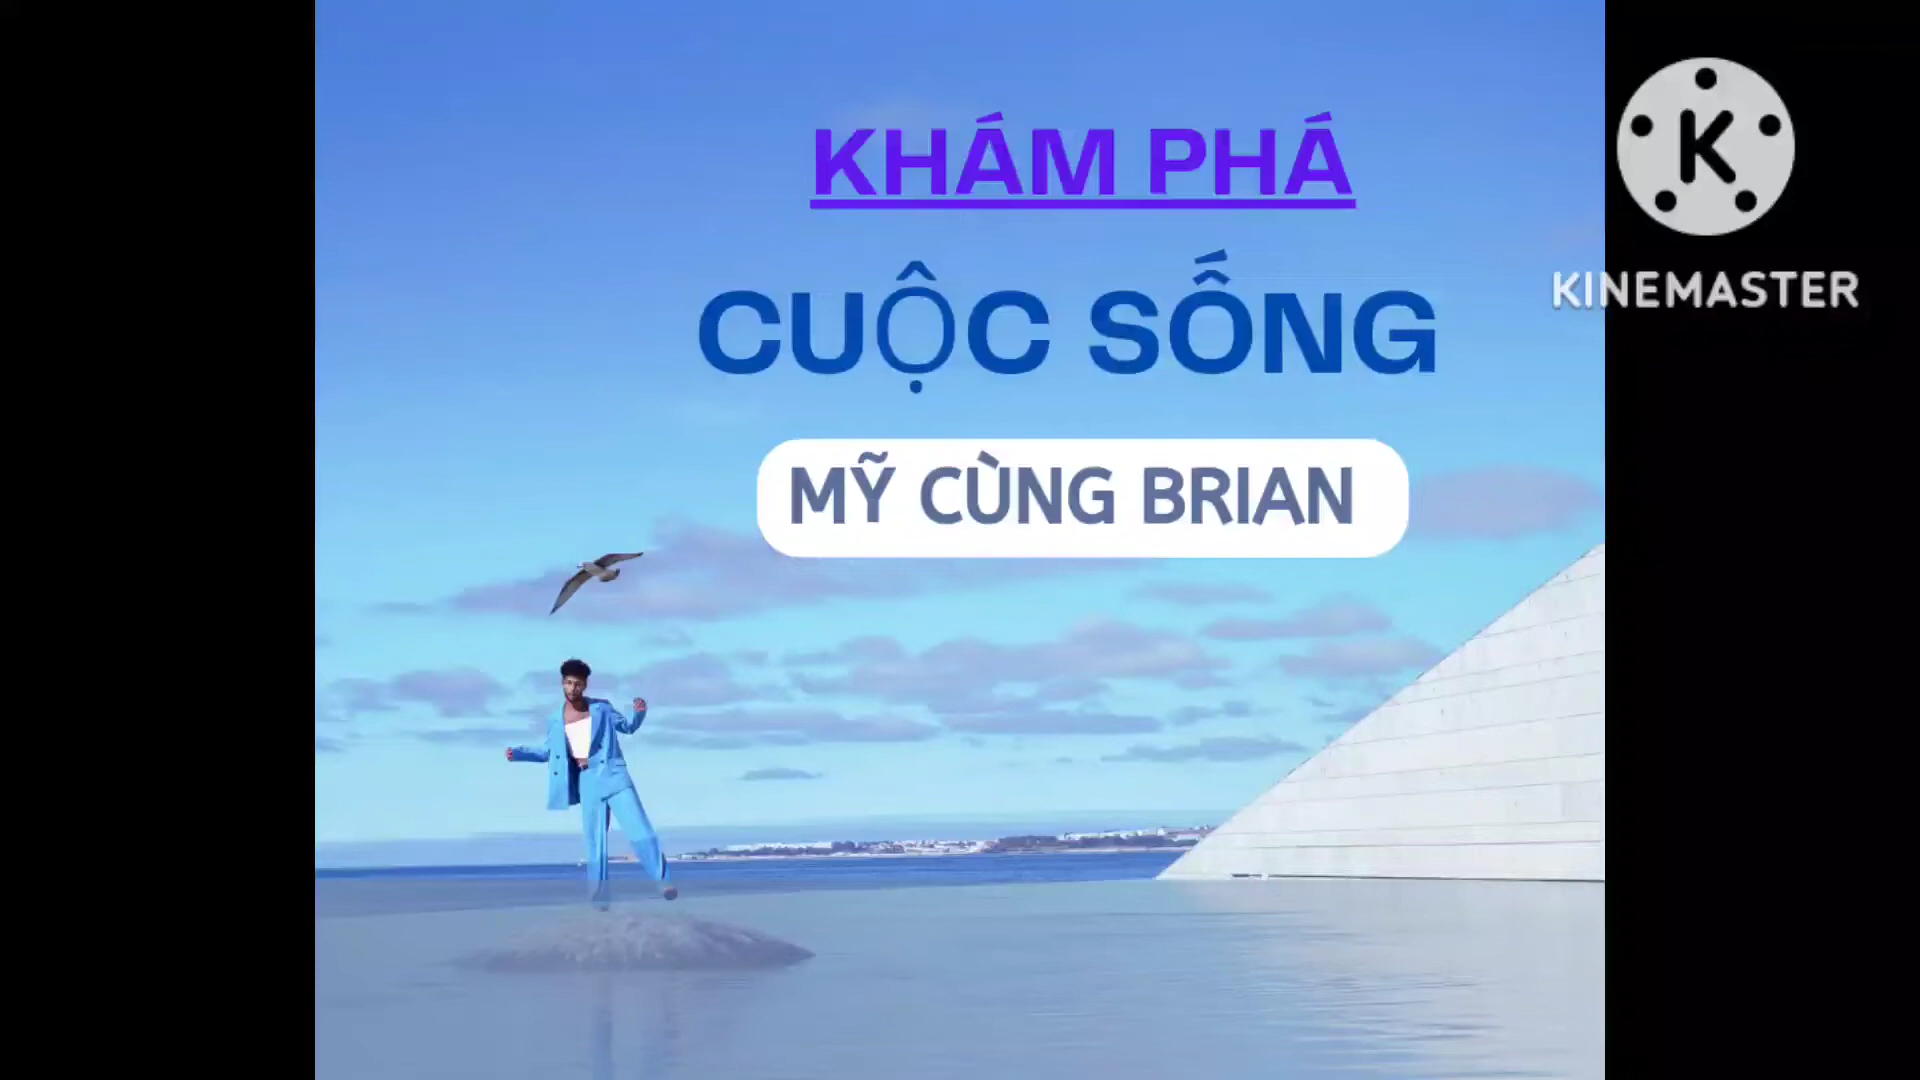 KHÁM PHÁ
CUỘC SỐNG
MỸ CÙNG BRIAN
K
KINEMASTER